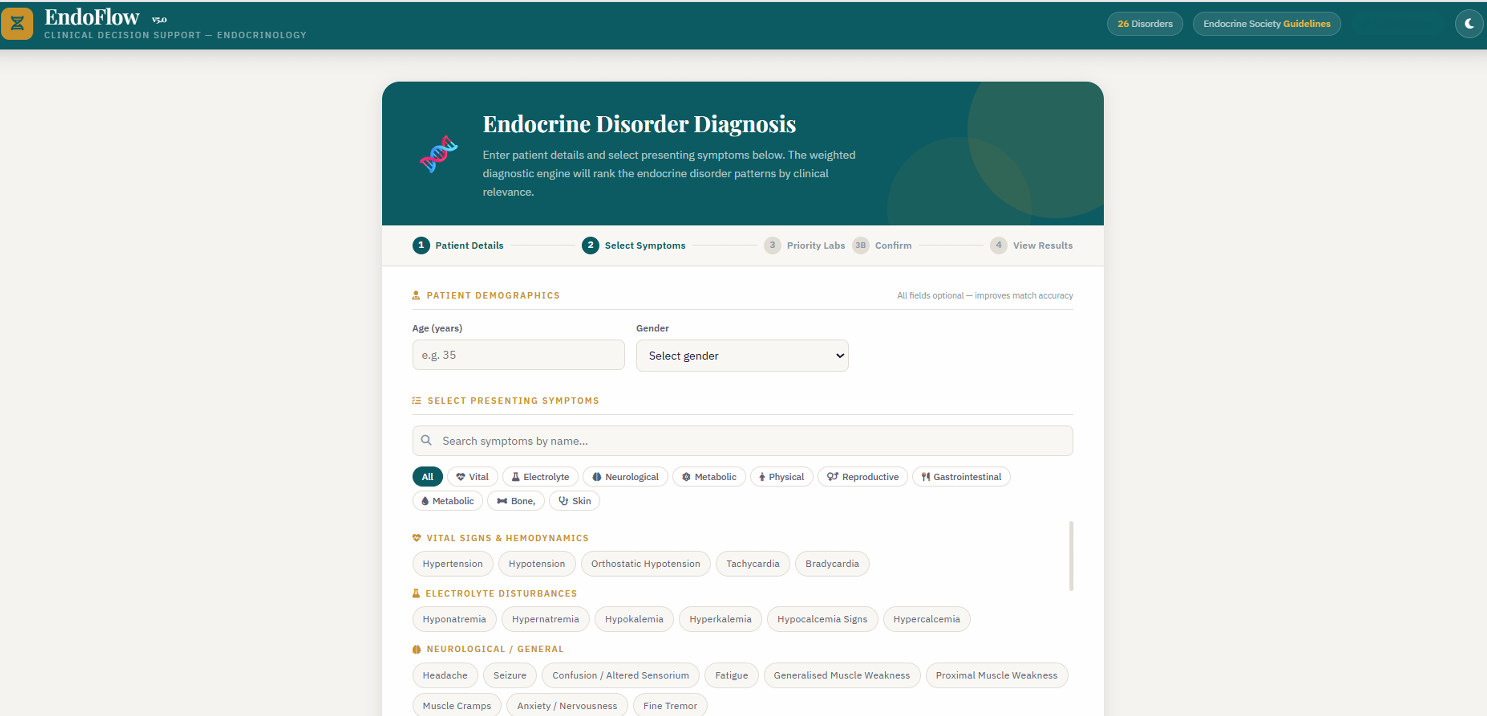 EndoFlow v5.0
CLINICAL DECISION SUPPORT — ENDOCRINOLOGY
26 Disorders
Endocrine Society Guidelines
Endocrine Disorder Diagnosis
Enter patient details and select presenting symptoms below. The weighted
diagnostic engine will rank the endocrine disorder patterns by clinical
relevance.
1 Patient Details
2 Select Symptoms
3 Priority Labs
3B Confirm
4 View Results
PATIENT DEMOGRAPHICS
All fields optional — improves match accuracy
Age (years)
Gender
e.g. 35
Select gender
SELECT PRESENTING SYMPTOMS
Search symptoms by name...
All Vital Electrolyte Neurological Metabolic Physical Reproductive Gastrointestinal
Metabolic Bone, Skin
VITAL SIGNS & HEMODYNAMICS
Hypertension Hypotension Orthostatic Hypotension Tachycardia Bradycardia
ELECTROLYTE DISTURBANCES
Hyponatremia Hypernatremia Hypokalemia Hyperkalemia Hypocalcemia Signs Hypercalcemia
NEUROLOGICAL / GENERAL
Headache Seizure Confusion / Altered Sensorium Fatigue Generalised Muscle Weakness Proximal Muscle Weakness
Muscle Cramps Anxiety / Nervousness Fine Tremor